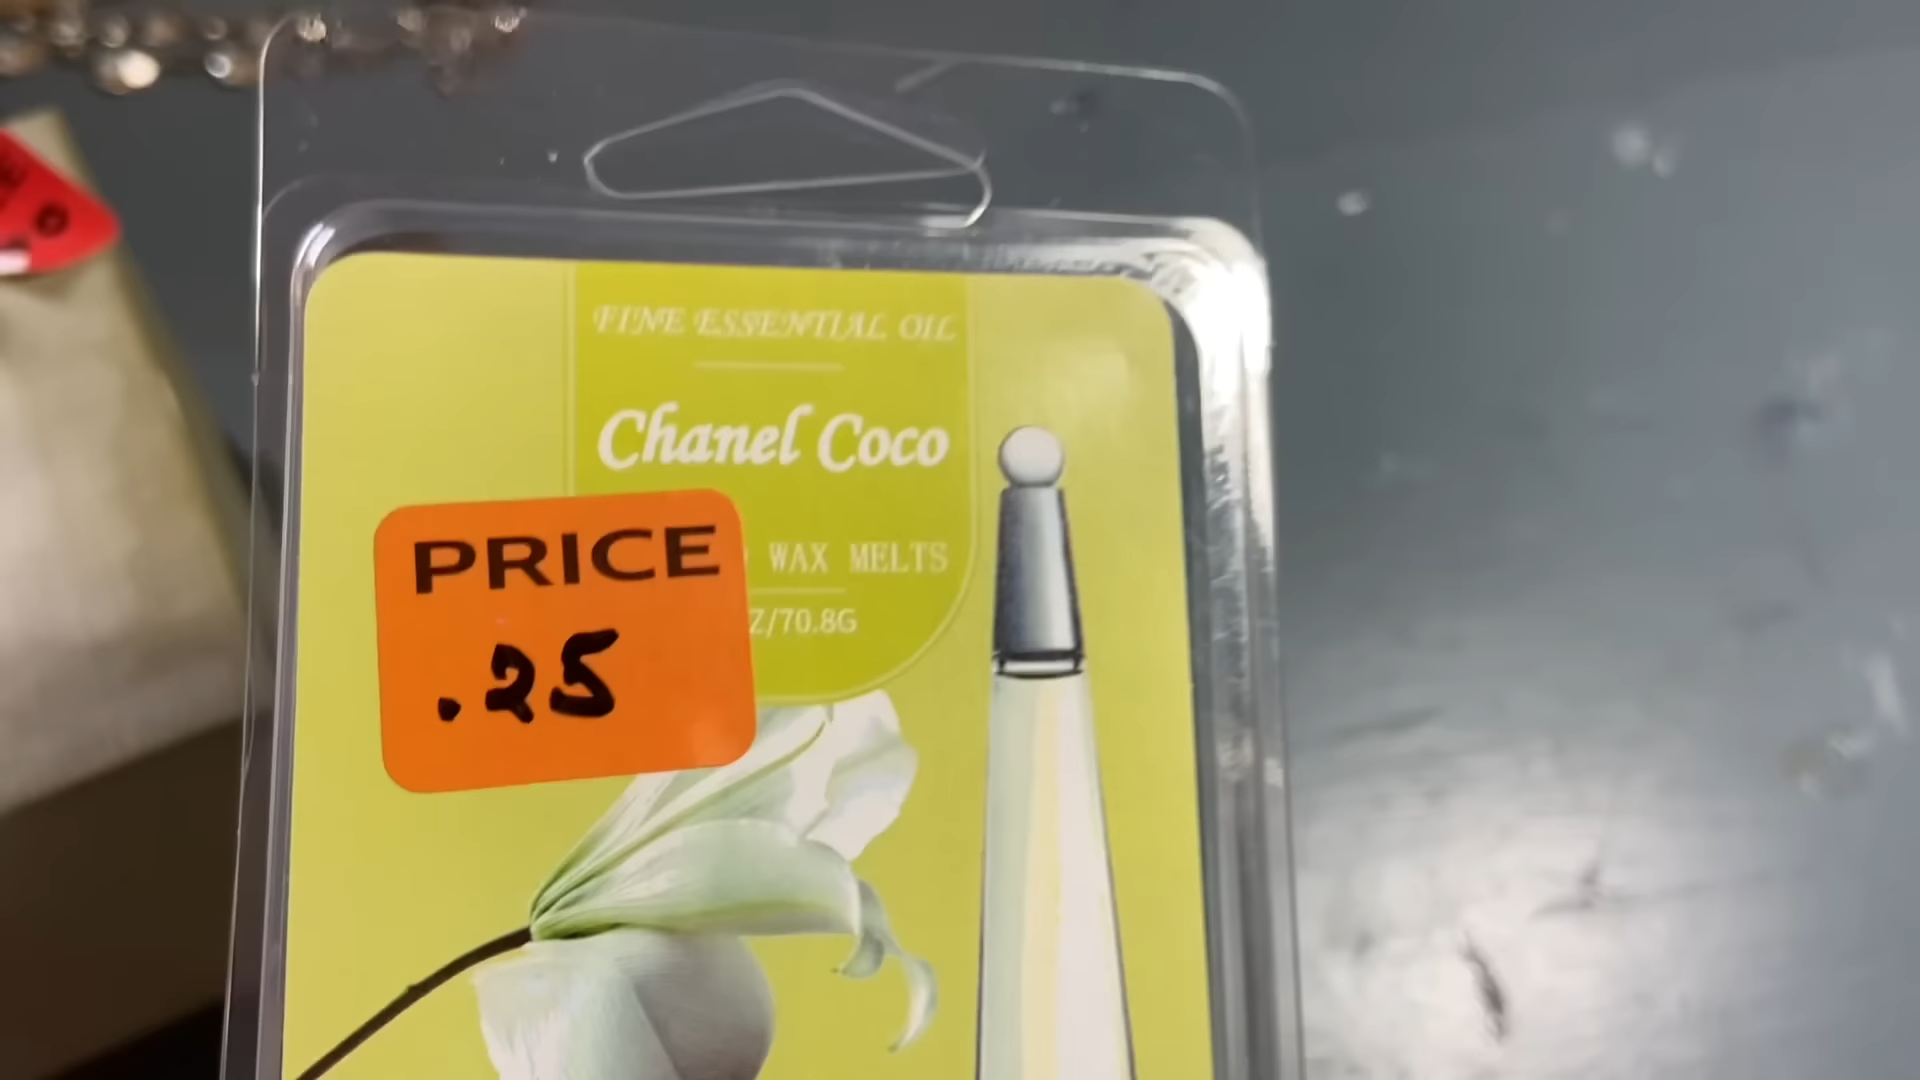 FINE ESSENTIAL OIL
Chanel Coco
WAX MELTS
Z/70.8G
PRICE
.25